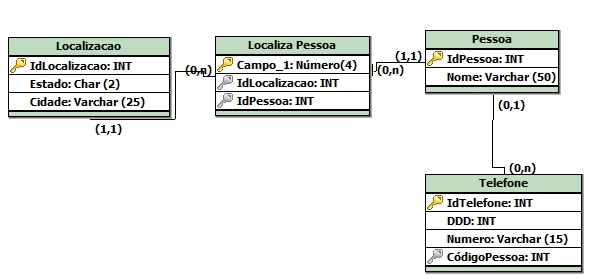 Localizacao
IdLocalizacao: INT
Estado: Char (2)
Cidade: Varchar (25)
(1,1)
(0,n)
Localiza Pessoa
Campo_1: Número(4)
IdLocalizacao: INT
IdPessoa: INT
(1,1)
(0,n)
Pessoa
IdPessoa: INT
Nome: Varchar (50)
(0,1)
(0,n)
Telefone
IdTelefone: INT
DDD: INT
Numero: Varchar (15)
CódigoPessoa: INT